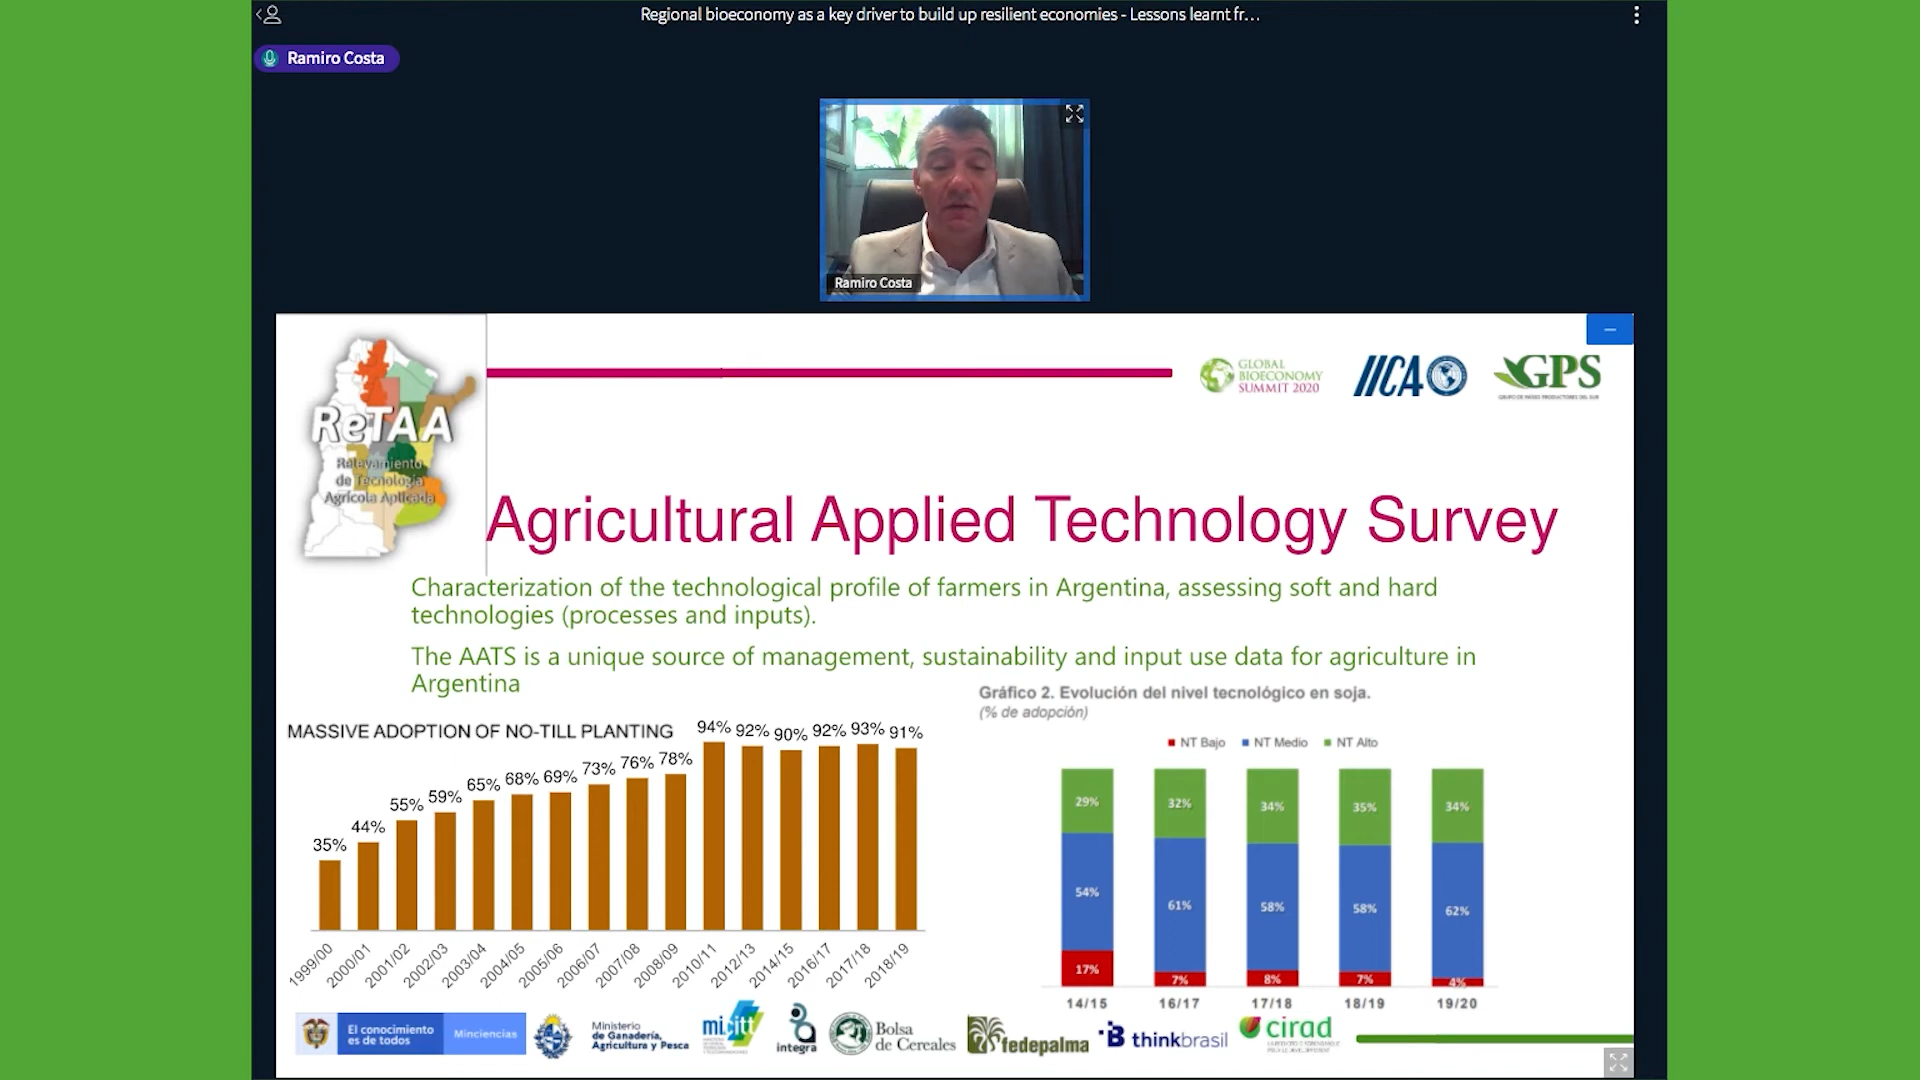 Regional bioeconomy as a key driver to build up resilient economies - Lessons learnt fr...
Ramiro Costa
Ramiro Costa
ReTAA
Relevamiento
de Tecnología
Agrícola Aplicada
GLOBAL
BIOECONOMY
SUMMIT 2020
IICA
GPS
GRUPO DE PAÍSES PRODUCTORES DEL SUR
Agricultural Applied Technology Survey
Characterization of the technological profile of farmers in Argentina, assessing soft and hard
technologies (processes and inputs).
The AATS is a unique source of management, sustainability and input use data for agriculture in
Argentina
MASSIVE ADOPTION OF NO-TILL PLANTING
35% 44% 55% 59% 65% 68% 69% 73% 76% 78% 94% 92% 90% 92% 93% 91%
1999/00 2000/01 2001/02 2002/03 2003/04 2004/05 2005/06 2006/07 2007/08 2008/09 2010/11 2012/13 2014/15 2016/17 2017/18 2018/19
Gráfico 2. Evolución del nivel tecnológico en soja.
(% de adopción)
NT Bajo NT Medio NT Alto
29% 32% 34% 35% 34%
54% 61% 58% 58% 62%
17% 7% 8% 7% 4%
14/15 16/17 17/18 18/19 19/20
El conocimiento
es de todos
Minciencias
Ministerio
de Ganadería,
Agricultura y Pesca
micitt
integra
Bolsa
de Cereales
fedepalma
B thinkbrasil
cirad